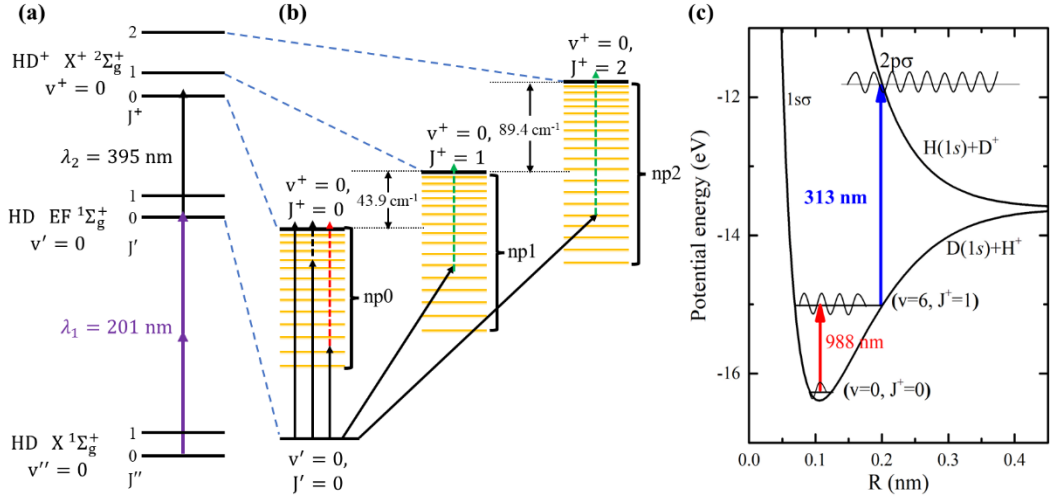 (a)
2
HD⁺ X⁺ ²Σg⁺
1
v⁺ = 0
0
J⁺
λ₂ = 395 nm
1
HD EF ¹Σg⁺
0
v′ = 0
J′
λ₁ = 201 nm
HD X ¹Σg⁺
1
v″ = 0
0
J″
(b)
v⁺ = 0,
J⁺ = 2
89.4 cm⁻¹
np2
v⁺ = 0,
J⁺ = 1
43.9 cm⁻¹
np1
v⁺ = 0,
J⁺ = 0
np0
v′ = 0,
J′ = 0
(c)
Potential energy (eV)
-12
-13
-14
-15
-16
2pσ
1sσ
H(1s)+D⁺
313 nm
D(1s)+H⁺
(v=6, J⁺=1)
988 nm
(v=0, J⁺=0)
0.0 0.1 0.2 0.3 0.4
R (nm)